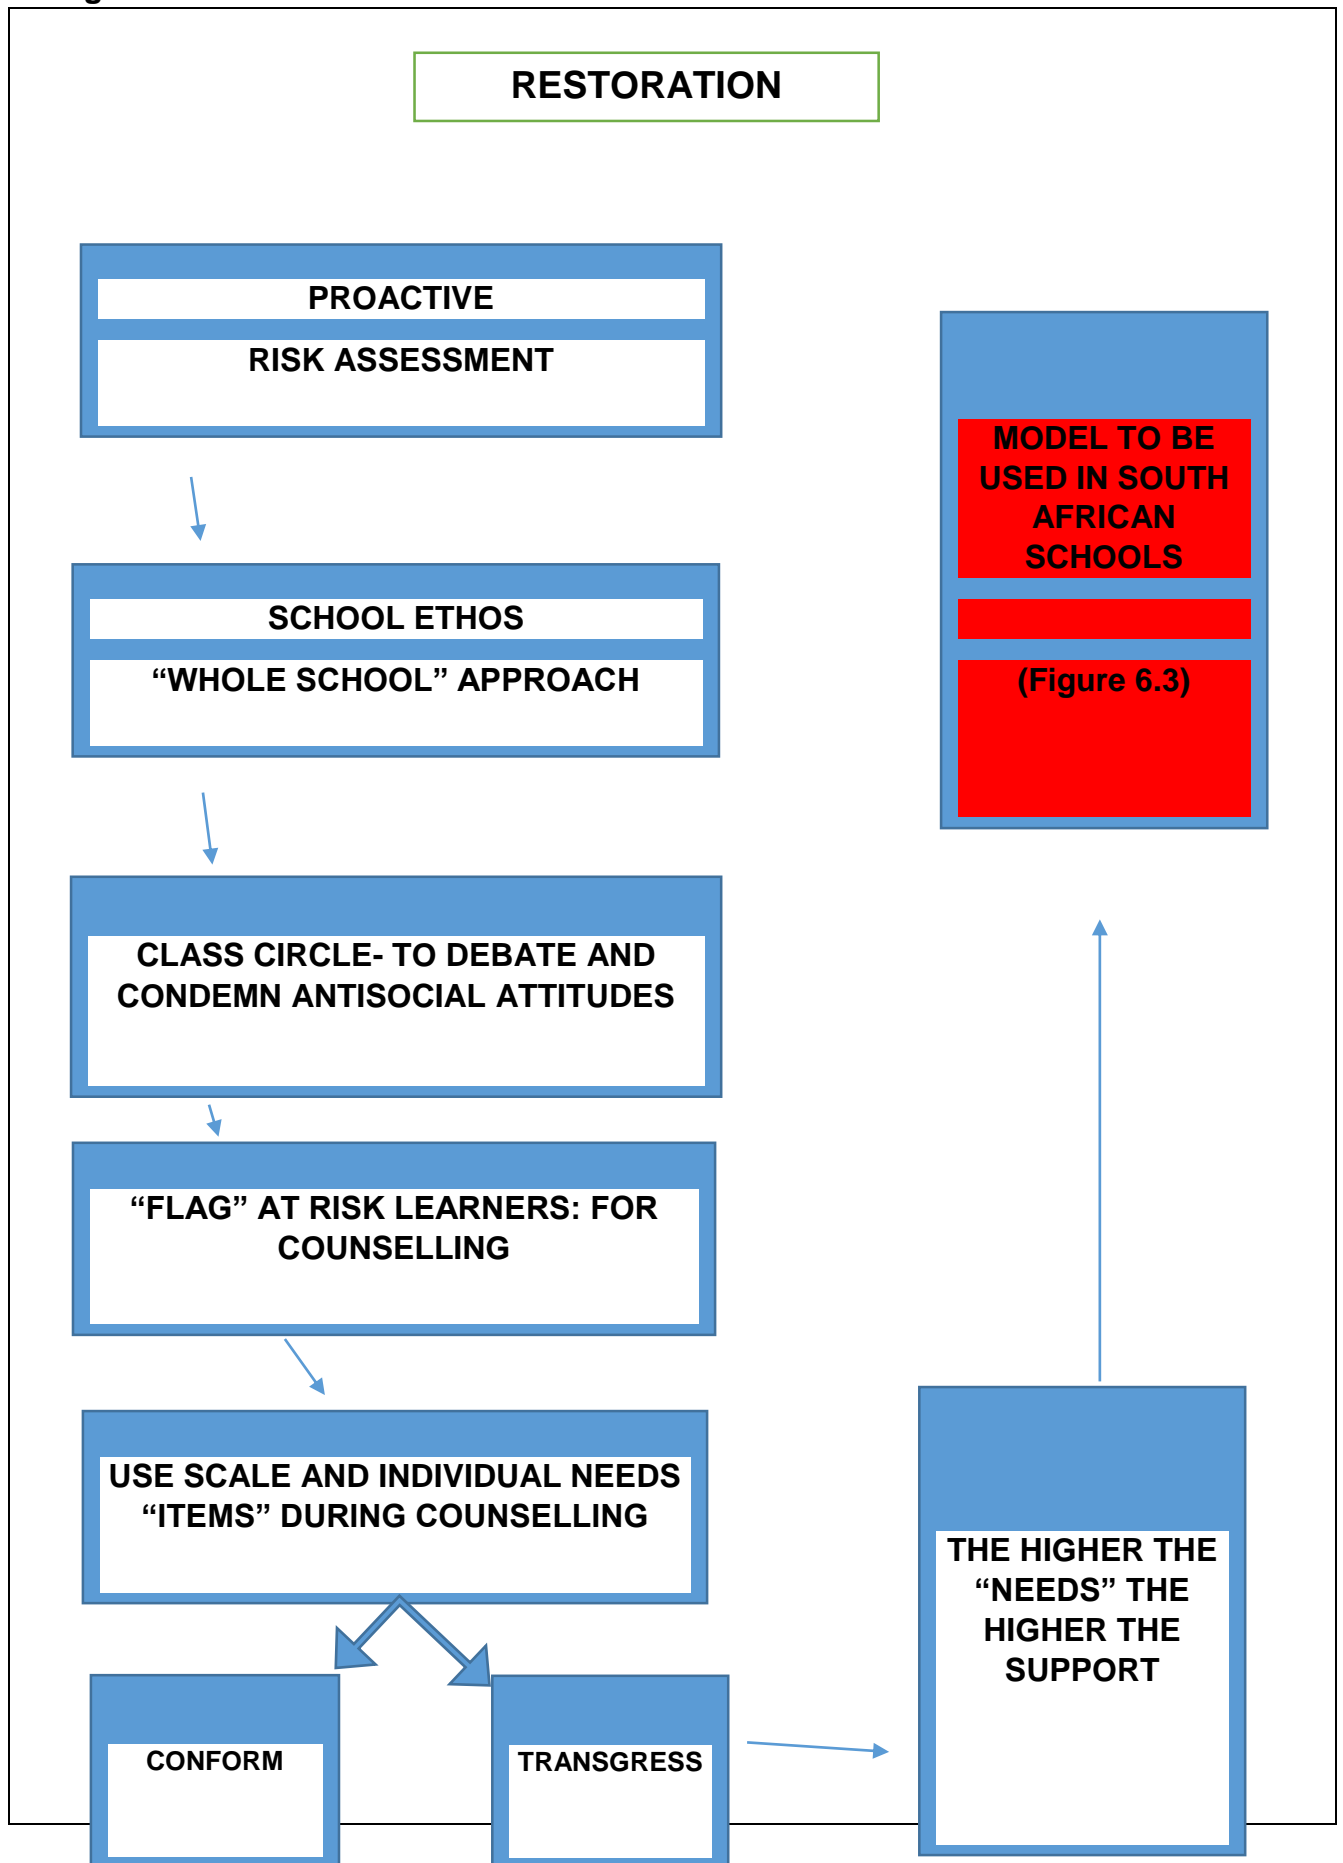 RESTORATION
PROACTIVE
RISK ASSESSMENT
SCHOOL ETHOS
“WHOLE SCHOOL” APPROACH
CLASS CIRCLE- TO DEBATE AND
CONDEMN ANTISOCIAL ATTITUDES
“FLAG” AT RISK LEARNERS: FOR
COUNSELLING
USE SCALE AND INDIVIDUAL NEEDS
“ITEMS” DURING COUNSELLING
CONFORM
TRANSGRESS
THE HIGHER THE
“NEEDS” THE
HIGHER THE
SUPPORT
MODEL TO BE
USED IN SOUTH
AFRICAN
SCHOOLS
(Figure 6.3)